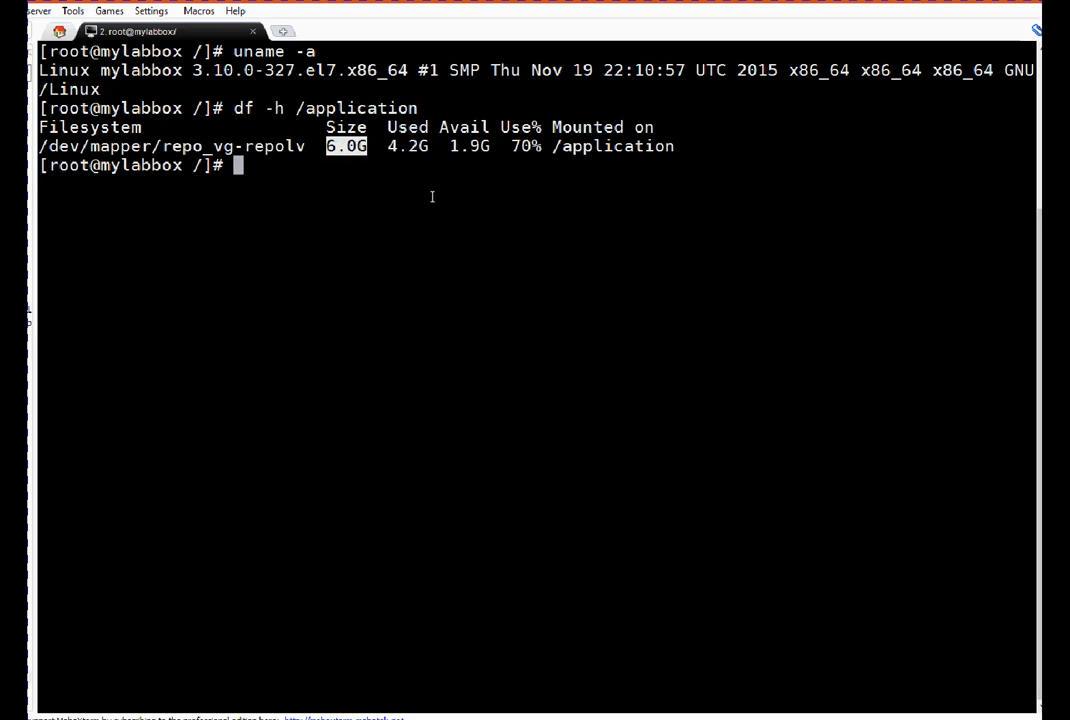 server Tools Games Settings Macros Help
2. root@mylabbox/
[root@mylabbox /]# uname -a
Linux mylabbox 3.10.0-327.el7.x86_64 #1 SMP Thu Nov 19 22:10:57 UTC 2015 x86_64 x86_64 x86_64 GNU
/Linux
[root@mylabbox /]# df -h /application
Filesystem Size Used Avail Use% Mounted on
/dev/mapper/repo_vg-repolv 6.0G 4.2G 1.9G 70% /application
[root@mylabbox /]#